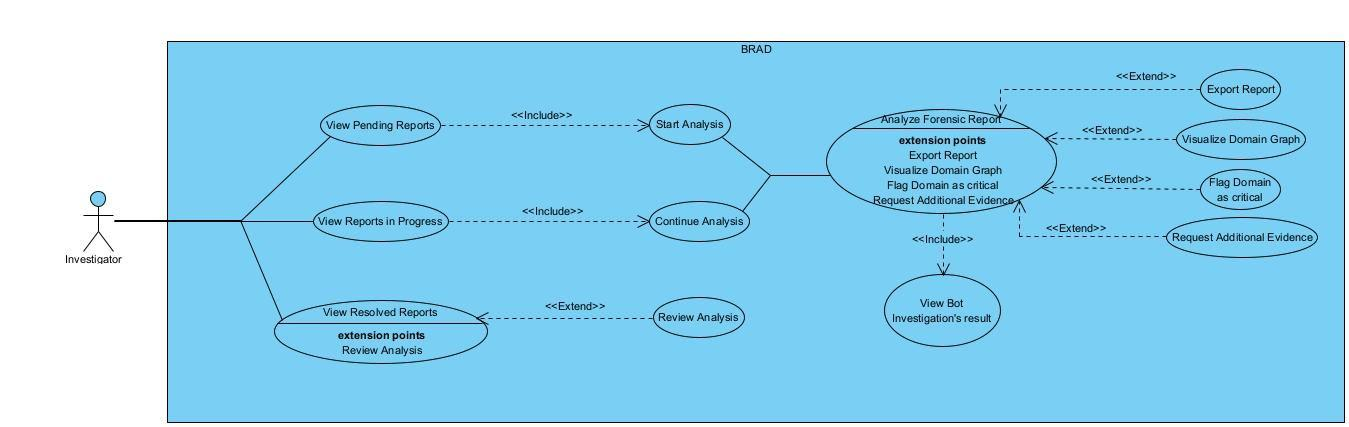 BRAD
Investigator
View Pending Reports
<<Include>>
Start Analysis
View Reports in Progress
<<Include>>
Continue Analysis
View Resolved Reports
extension points
Review Analysis
<<Extend>>
Review Analysis
Analyze Forensic Report
extension points
Export Report
Visualize Domain Graph
Flag Domain as critical
Request Additional Evidence
<<Include>>
View Bot
Investigation's result
<<Extend>>
Export Report
<<Extend>>
Visualize Domain Graph
<<Extend>>
Flag Domain
as critical
<<Extend>>
Request Additional Evidence